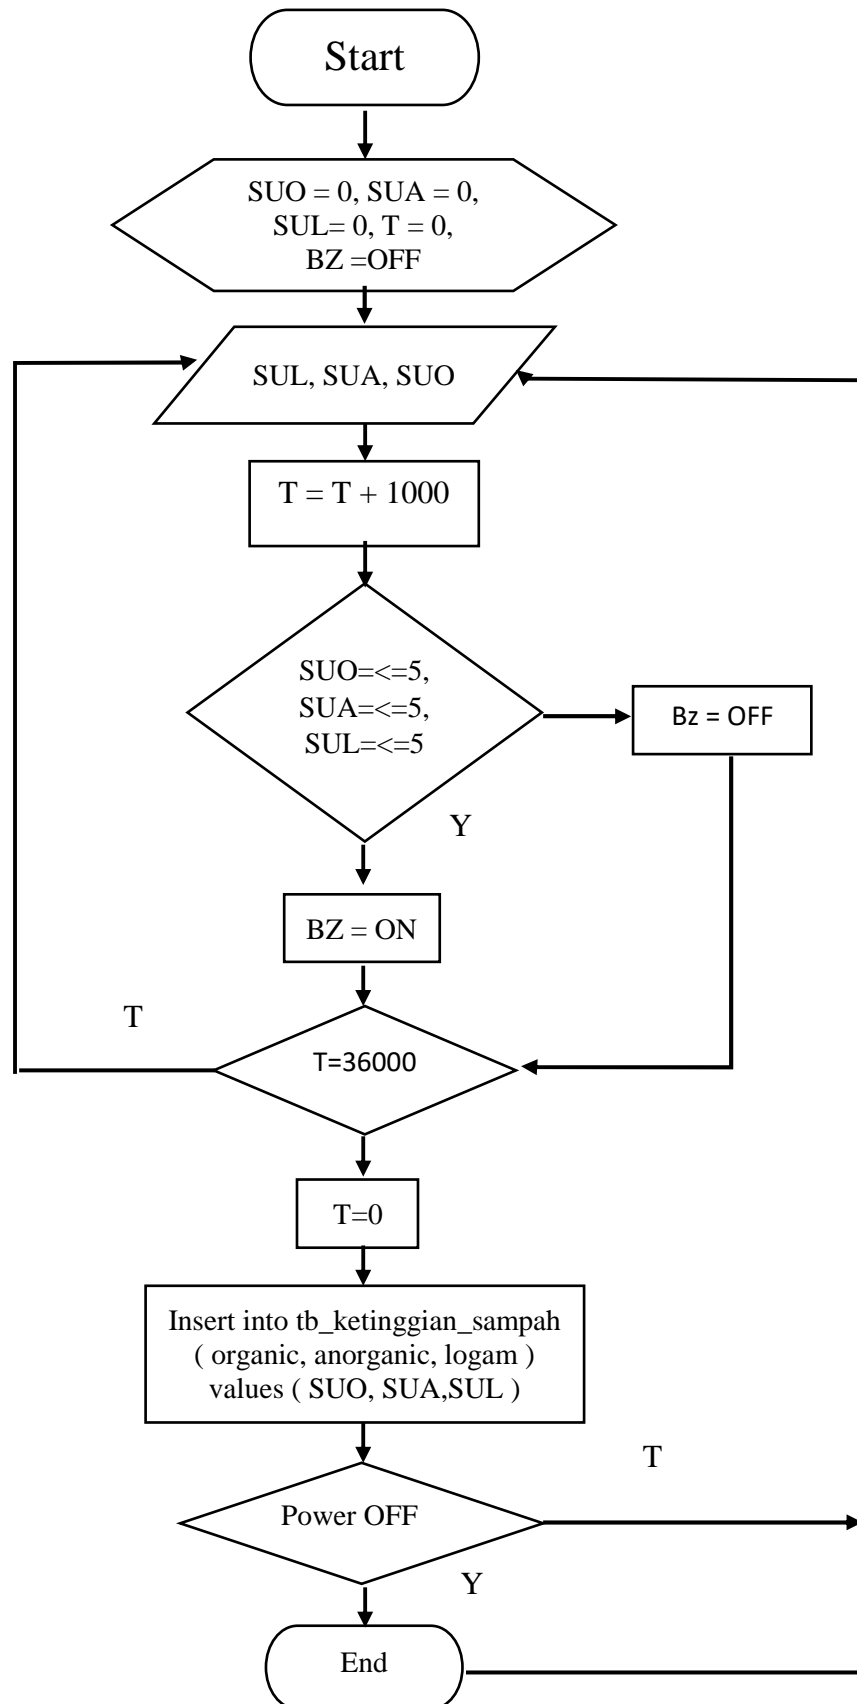 Start
SUO = 0, SUA = 0,
SUL= 0, T = 0,
BZ =OFF
SUL, SUA, SUO
T = T + 1000
SUO=<=5,
SUA=<=5,
SUL=<=5
Bz = OFF
Y
BZ = ON
T
T=36000
T=0
Insert into tb_ketinggian_sampah
( organic, anorganic, logam )
values ( SUO, SUA,SUL )
T
Power OFF
Y
End